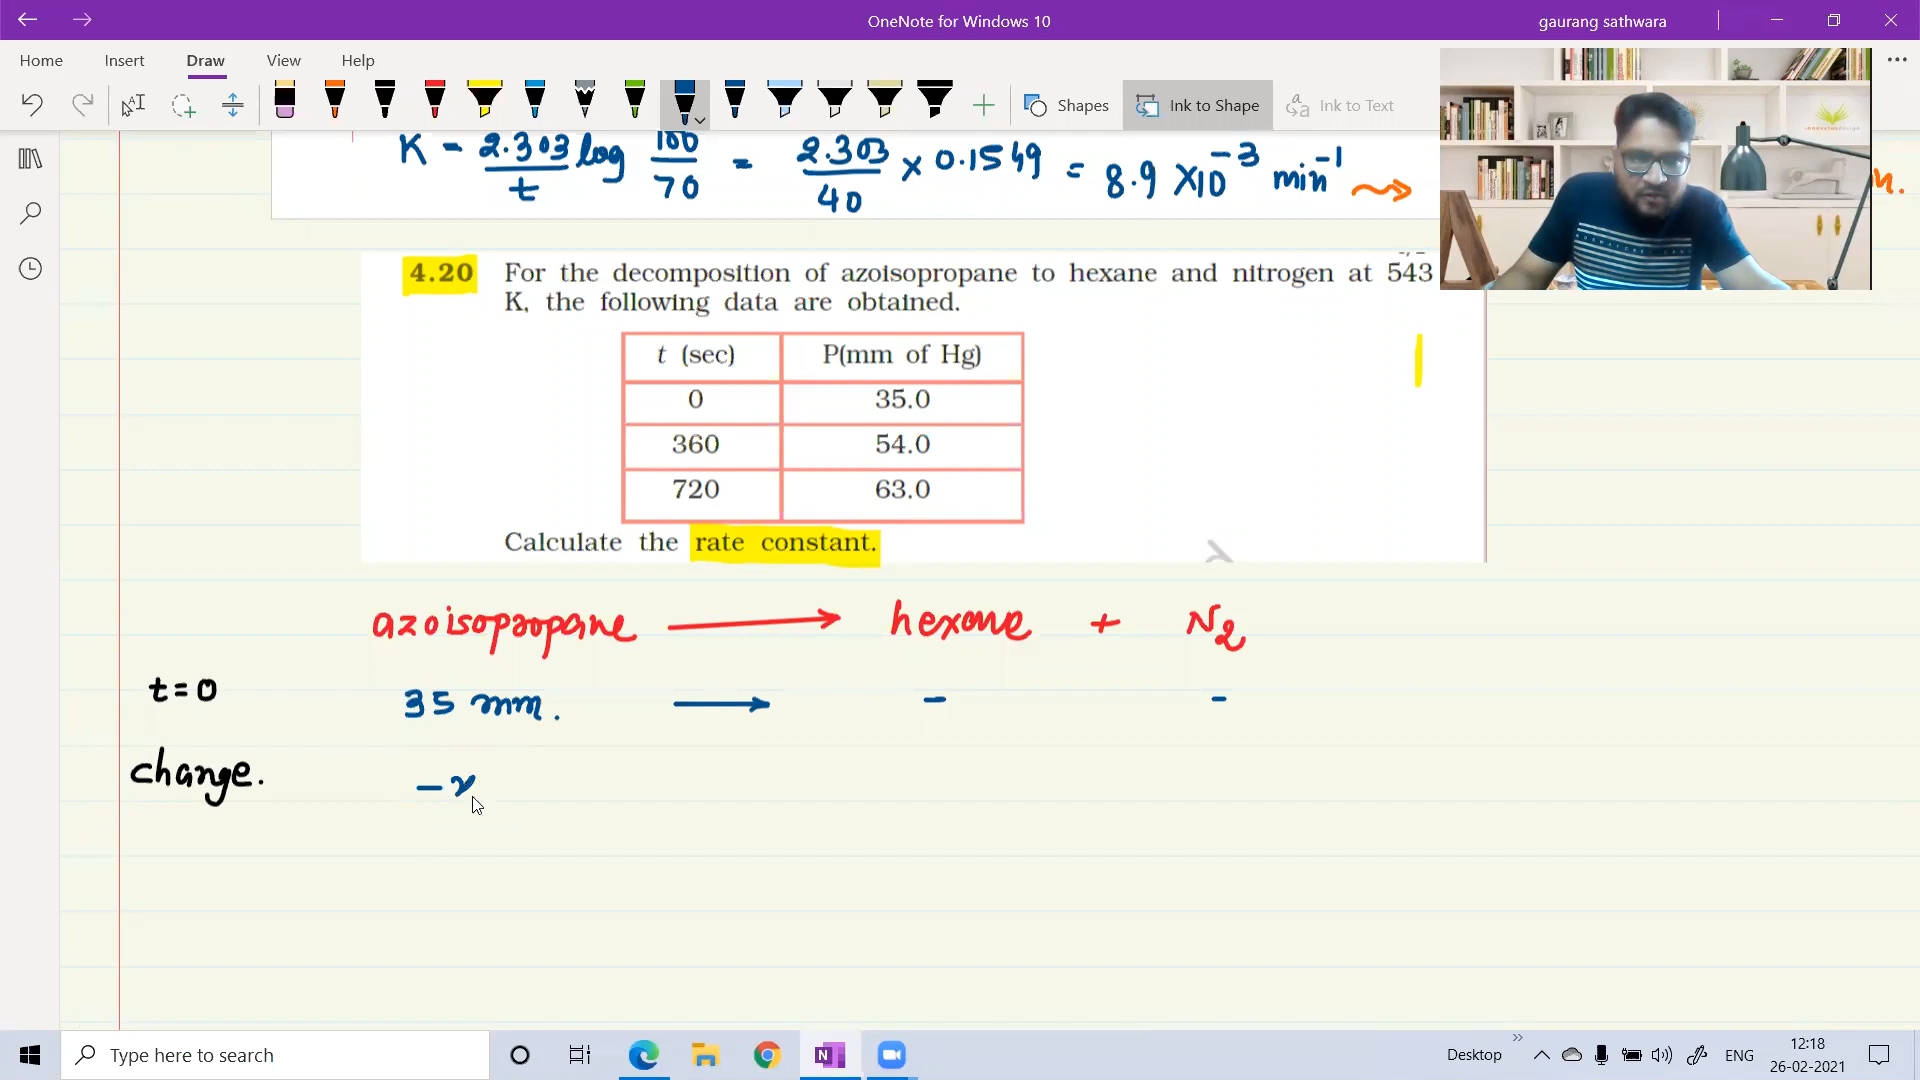 OneNote for Windows 10
gaurang sathwara
Home Insert Draw View Help
Shapes Ink to Shape Ink to Text
K = 2.303/t log 100/70 = 2.303/40 × 0.1549 = 8.9 ×10⁻³ min⁻¹
n.
4.20 For the decomposition of azoisopropane to hexane and nitrogen at 543
K, the following data are obtained.
t (sec) P(mm of Hg)
0 35.0
360 54.0
720 63.0
Calculate the rate constant.
azoisopropane ⟶ hexane + N₂
t=0 35 mm. ⟶ - -
change. -x
Type here to search
Desktop ENG 12:18
26-02-2021